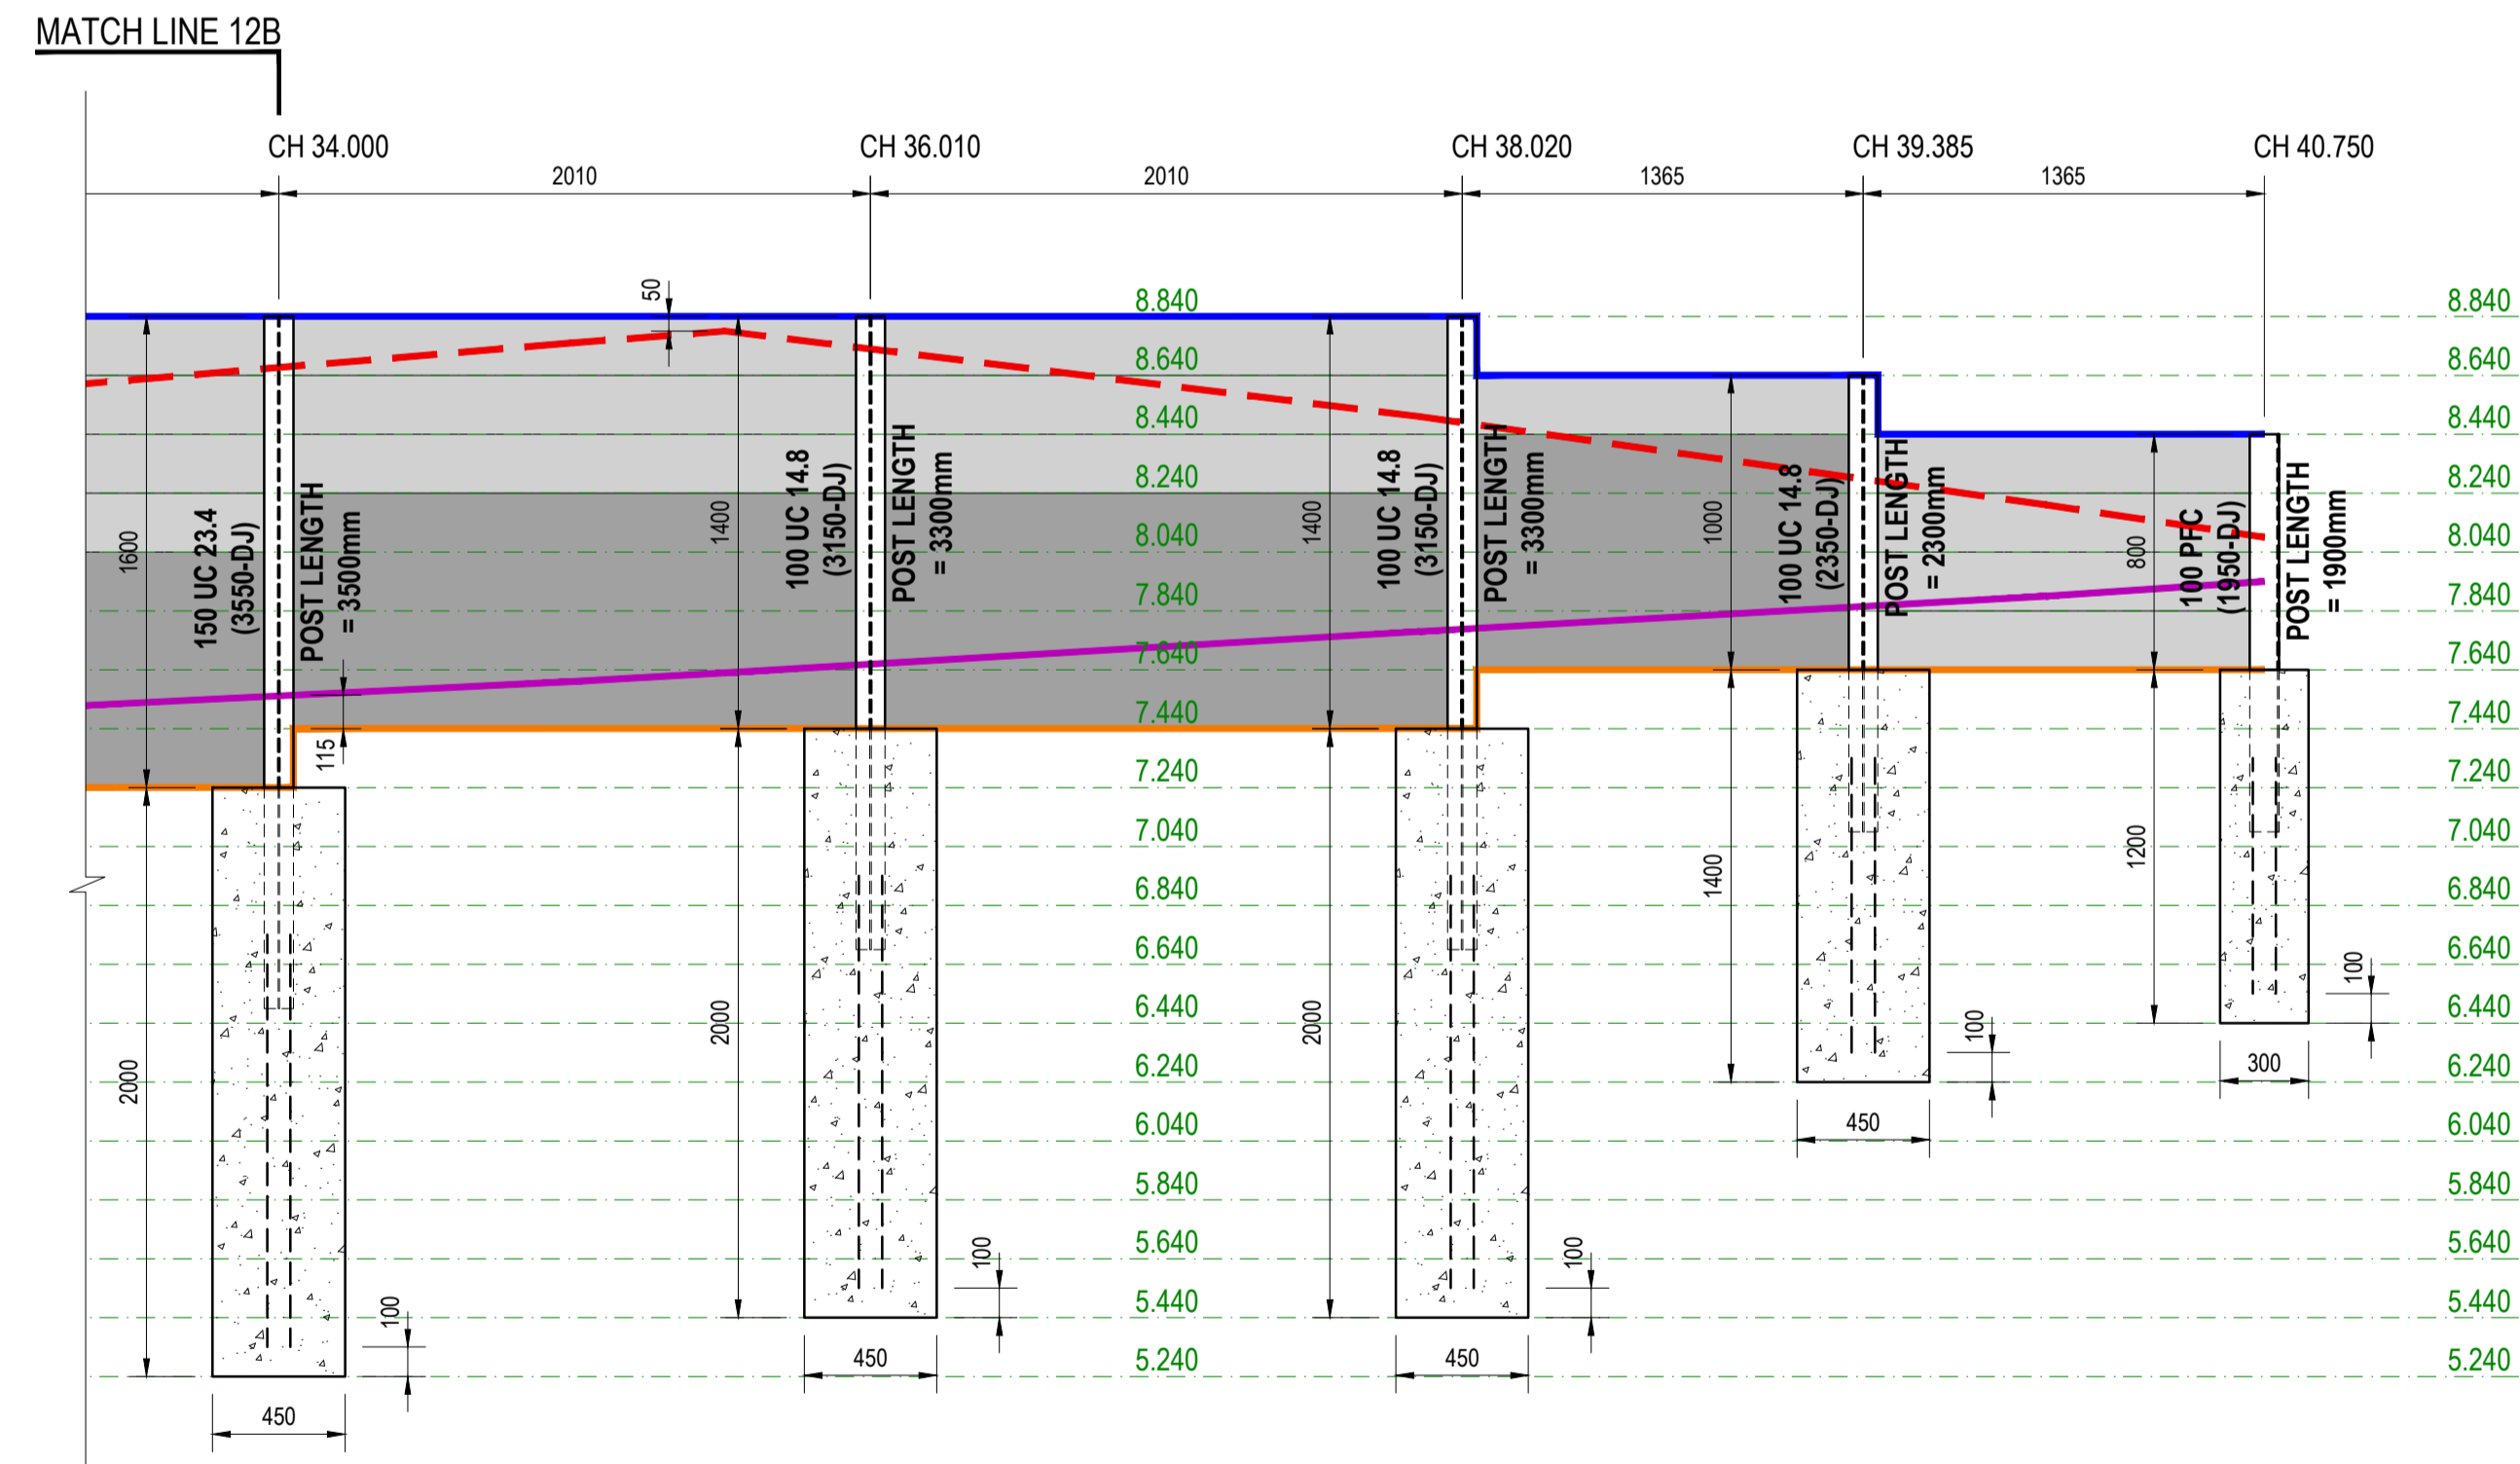 MATCH LINE 12B
CH 34.000
CH 36.010
CH 38.020
CH 39.385
CH 40.750
2010
2010
1365
1365
50
8.840
8.840
8.640
8.640
8.440
8.440
8.240
8.240
8.040
8.040
7.840
7.840
7.640
7.640
7.440
7.440
7.240
7.240
7.040
7.040
6.840
6.840
6.640
6.640
6.440
6.440
6.240
6.240
6.040
6.040
5.840
5.840
5.640
5.640
5.440
5.440
5.240
5.240
1600
150 UC 23.4
(3550-DJ)
POST LENGTH
= 3500mm
115
2000
100
450
1400
100 UC 14.8
(3150-DJ)
POST LENGTH
= 3300mm
2000
100
450
1400
100 UC 14.8
(3150-DJ)
POST LENGTH
= 3300mm
2000
100
450
1000
100 UC 14.8
(2350-DJ)
POST LENGTH
= 2300mm
1400
100
450
800
100 PFC
(1950-DJ)
POST LENGTH
= 1900mm
1200
100
300